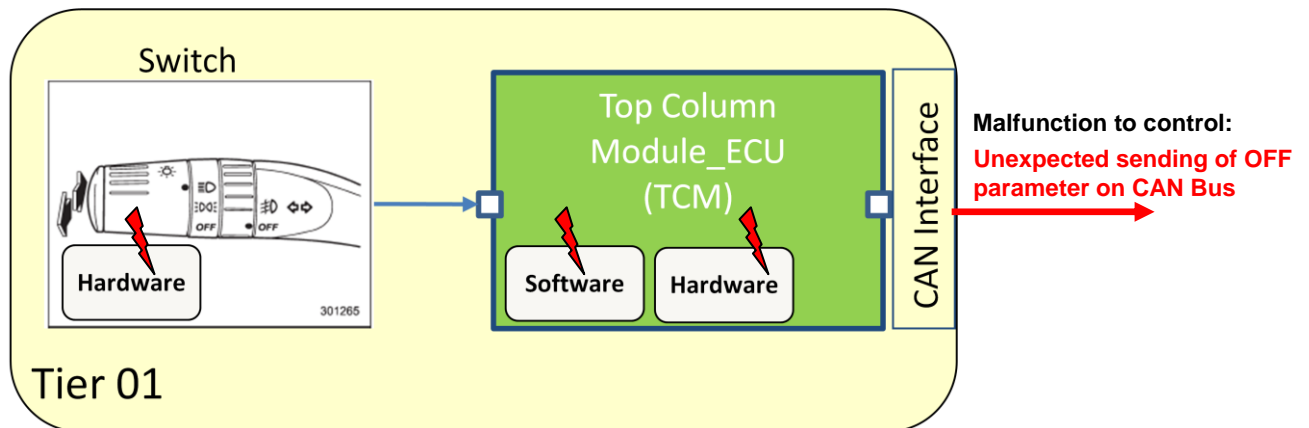 Switch
OFF
OFF
301265
Hardware
Top Column
Module_ECU
(TCM)
Software
Hardware
CAN Interface
Malfunction to control:
Unexpected sending of OFF
parameter on CAN Bus
Tier 01